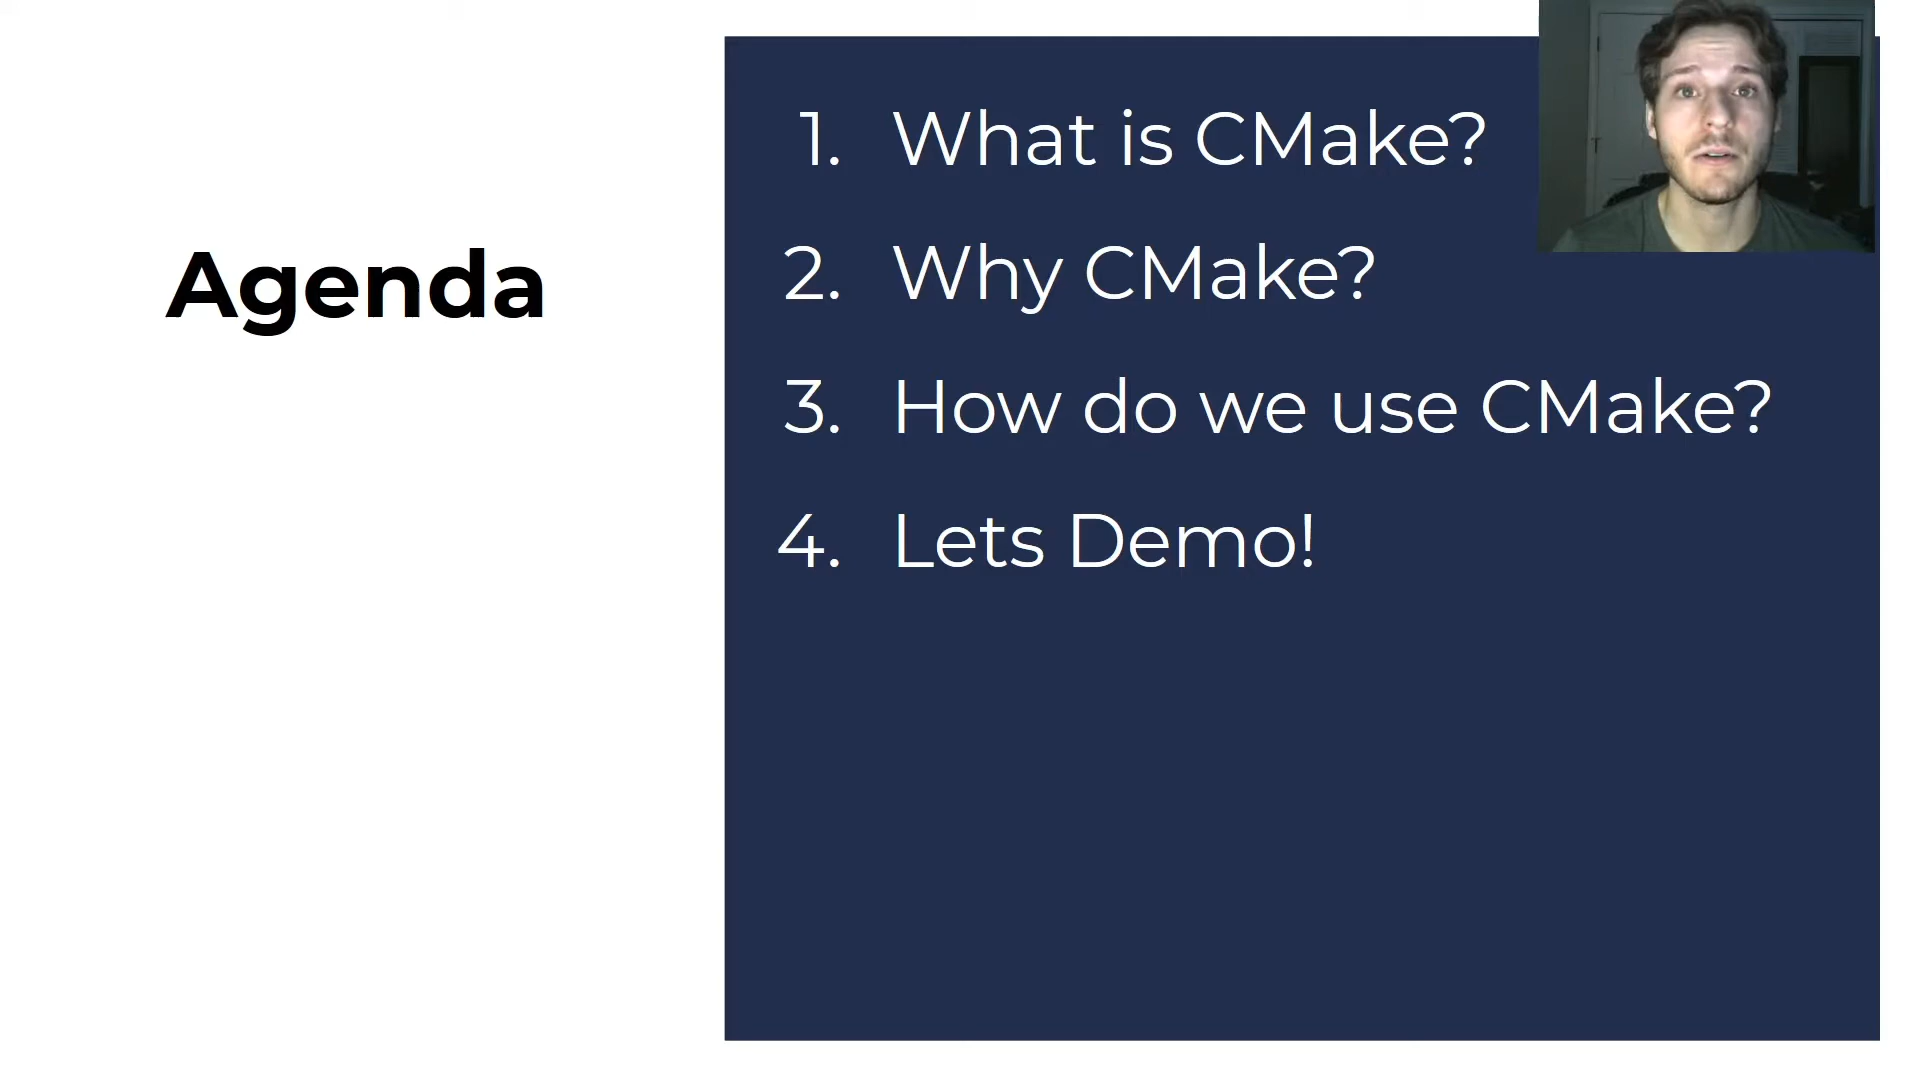 Agenda
1. What is CMake?
2. Why CMake?
3. How do we use CMake?
4. Lets Demo!